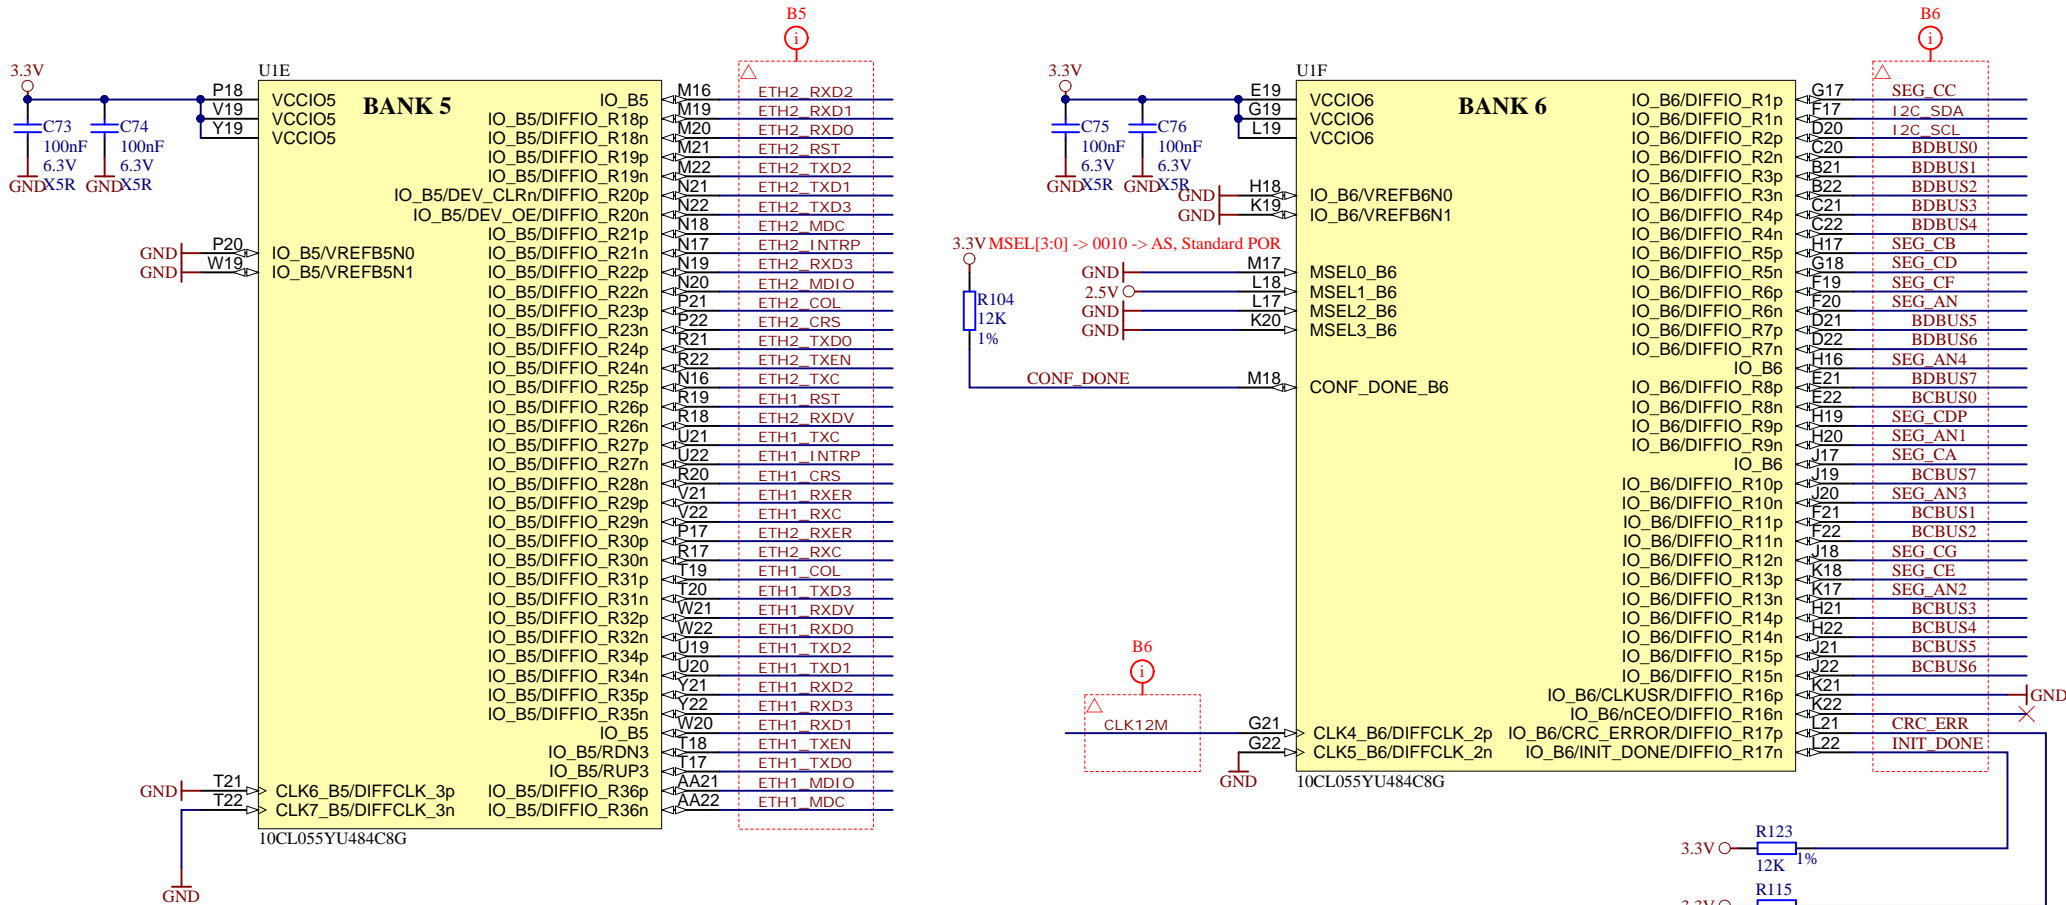 B5
3.3V
U1E
BANK 5
P18 VCCIO5
V19 VCCIO5
Y19 VCCIO5
C73 100nF 6.3V X5R
C74 100nF 6.3V X5R
GND GND
GND P20 IO_B5/VREFB5N0
GND W19 IO_B5/VREFB5N1
GND T21 CLK6_B5/DIFFCLK_3p
T22 CLK7_B5/DIFFCLK_3n
GND
IO_B5 M16 ETH2_RXD2
IO_B5/DIFFIO_R18p M19 ETH2_RXD1
IO_B5/DIFFIO_R18n M20 ETH2_RXD0
IO_B5/DIFFIO_R19p M21 ETH2_RST
IO_B5/DIFFIO_R19n M22 ETH2_TXD2
IO_B5/DEV_CLRn/DIFFIO_R20p N21 ETH2_TXD1
IO_B5/DEV_OE/DIFFIO_R20n N22 ETH2_TXD3
IO_B5/DIFFIO_R21p N18 ETH2_MDC
IO_B5/DIFFIO_R21n N17 ETH2_INTRP
IO_B5/DIFFIO_R22p N19 ETH2_RXD3
IO_B5/DIFFIO_R22n N20 ETH2_MDIO
IO_B5/DIFFIO_R23p P21 ETH2_COL
IO_B5/DIFFIO_R23n P22 ETH2_CRS
IO_B5/DIFFIO_R24p R21 ETH2_TXD0
IO_B5/DIFFIO_R24n R22 ETH2_TXEN
IO_B5/DIFFIO_R25p N16 ETH2_TXC
IO_B5/DIFFIO_R26p R19 ETH1_RST
IO_B5/DIFFIO_R26n R18 ETH2_RXDV
IO_B5/DIFFIO_R27p U21 ETH1_TXC
IO_B5/DIFFIO_R27n U22 ETH1_INTRP
IO_B5/DIFFIO_R28n R20 ETH1_CRS
IO_B5/DIFFIO_R29p V21 ETH1_RXER
IO_B5/DIFFIO_R29n V22 ETH1_RXC
IO_B5/DIFFIO_R30p P17 ETH2_RXER
IO_B5/DIFFIO_R30n R17 ETH2_RXC
IO_B5/DIFFIO_R31p T19 ETH1_COL
IO_B5/DIFFIO_R31n T20 ETH1_TXD3
IO_B5/DIFFIO_R32p W21 ETH1_RXDV
IO_B5/DIFFIO_R32n W22 ETH1_RXD0
IO_B5/DIFFIO_R34p U19 ETH1_TXD2
IO_B5/DIFFIO_R34n U20 ETH1_TXD1
IO_B5/DIFFIO_R35p Y21 ETH1_RXD2
IO_B5/DIFFIO_R35n Y22 ETH1_RXD3
IO_B5 W20 ETH1_RXD1
IO_B5/RDN3 T18 ETH1_TXEN
IO_B5/RUP3 T17 ETH1_TXD0
IO_B5/DIFFIO_R36p AA21 ETH1_MDIO
IO_B5/DIFFIO_R36n AA22 ETH1_MDC
10CL055YU484C8G
B6
3.3V
U1F
BANK 6
E19 VCCIO6
G19 VCCIO6
L19 VCCIO6
C75 100nF 6.3V X5R
C76 100nF 6.3V X5R
GND GND
GND H18 IO_B6/VREFB6N0
GND K19 IO_B6/VREFB6N1
3.3V MSEL[3:0] -> 0010 -> AS, Standard POR
GND M17 MSEL0_B6
2.5V L18 MSEL1_B6
GND L17 MSEL2_B6
GND K20 MSEL3_B6
R104 12K 1%
CONF_DONE M18 CONF_DONE_B6
B6
CLK12M G21 CLK4_B6/DIFFCLK_2p
G22 CLK5_B6/DIFFCLK_2n
GND
IO_B6/DIFFIO_R1p G17 SEG_CC
IO_B6/DIFFIO_R1n F17 I2C_SDA
IO_B6/DIFFIO_R2p D20 I2C_SCL
IO_B6/DIFFIO_R2n C20 BDBUS0
IO_B6/DIFFIO_R3p B21 BDBUS1
IO_B6/DIFFIO_R3n B22 BDBUS2
IO_B6/DIFFIO_R4p C21 BDBUS3
IO_B6/DIFFIO_R4n C22 BDBUS4
IO_B6/DIFFIO_R5p H17 SEG_CB
IO_B6/DIFFIO_R5n G18 SEG_CD
IO_B6/DIFFIO_R6p F19 SEG_CF
IO_B6/DIFFIO_R6n F20 SEG_AN
IO_B6/DIFFIO_R7p D21 BDBUS5
IO_B6/DIFFIO_R7n D22 BDBUS6
IO_B6 H16 SEG_AN4
IO_B6/DIFFIO_R8p E21 BDBUS7
IO_B6/DIFFIO_R8n E22 BCBUS0
IO_B6/DIFFIO_R9p H19 SEG_CDP
IO_B6/DIFFIO_R9n H20 SEG_AN1
IO_B6 J17 SEG_CA
IO_B6/DIFFIO_R10p J19 BCBUS7
IO_B6/DIFFIO_R10n J20 SEG_AN3
IO_B6/DIFFIO_R11p F21 BCBUS1
IO_B6/DIFFIO_R11n F22 BCBUS2
IO_B6/DIFFIO_R12n J18 SEG_CG
IO_B6/DIFFIO_R13p K18 SEG_CE
IO_B6/DIFFIO_R13n K17 SEG_AN2
IO_B6/DIFFIO_R14p H21 BCBUS3
IO_B6/DIFFIO_R14n H22 BCBUS4
IO_B6/DIFFIO_R15p J21 BCBUS5
IO_B6/DIFFIO_R15n J22 BCBUS6
IO_B6/CLKUSR/DIFFIO_R16p K21 GND
IO_B6/nCEO/DIFFIO_R16n K22
IO_B6/CRC_ERROR/DIFFIO_R17p L21 CRC_ERR
IO_B6/INIT_DONE/DIFFIO_R17n L22 INIT_DONE
10CL055YU484C8G
R123
3.3V 12K 1%
R115
3.3V